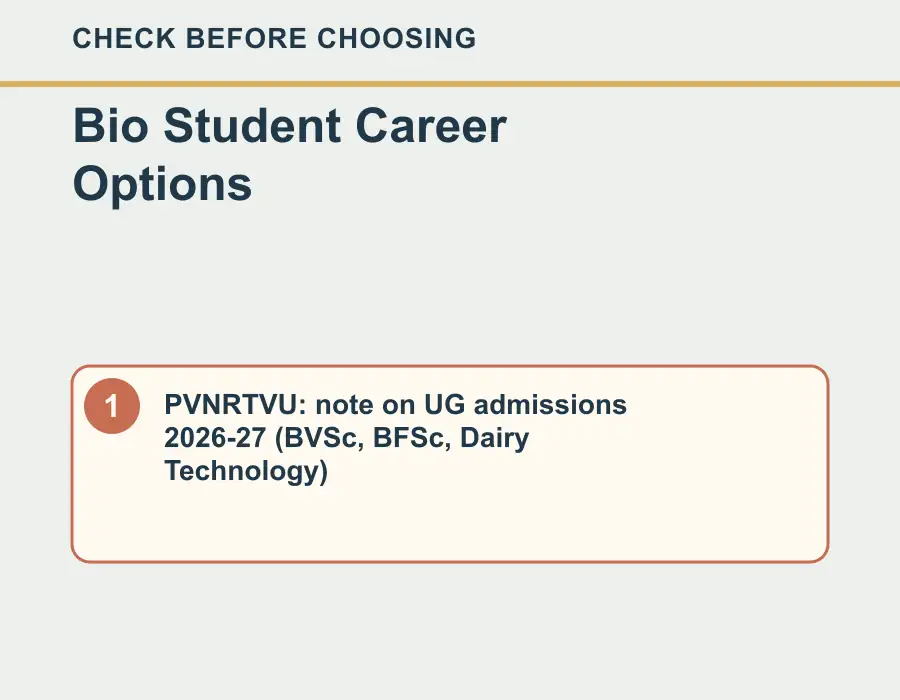 CHECK BEFORE CHOOSING
Bio Student Career
Options
1
PVNRTVU: note on UG admissions
2026-27 (BVSc, BFSc, Dairy
Technology)